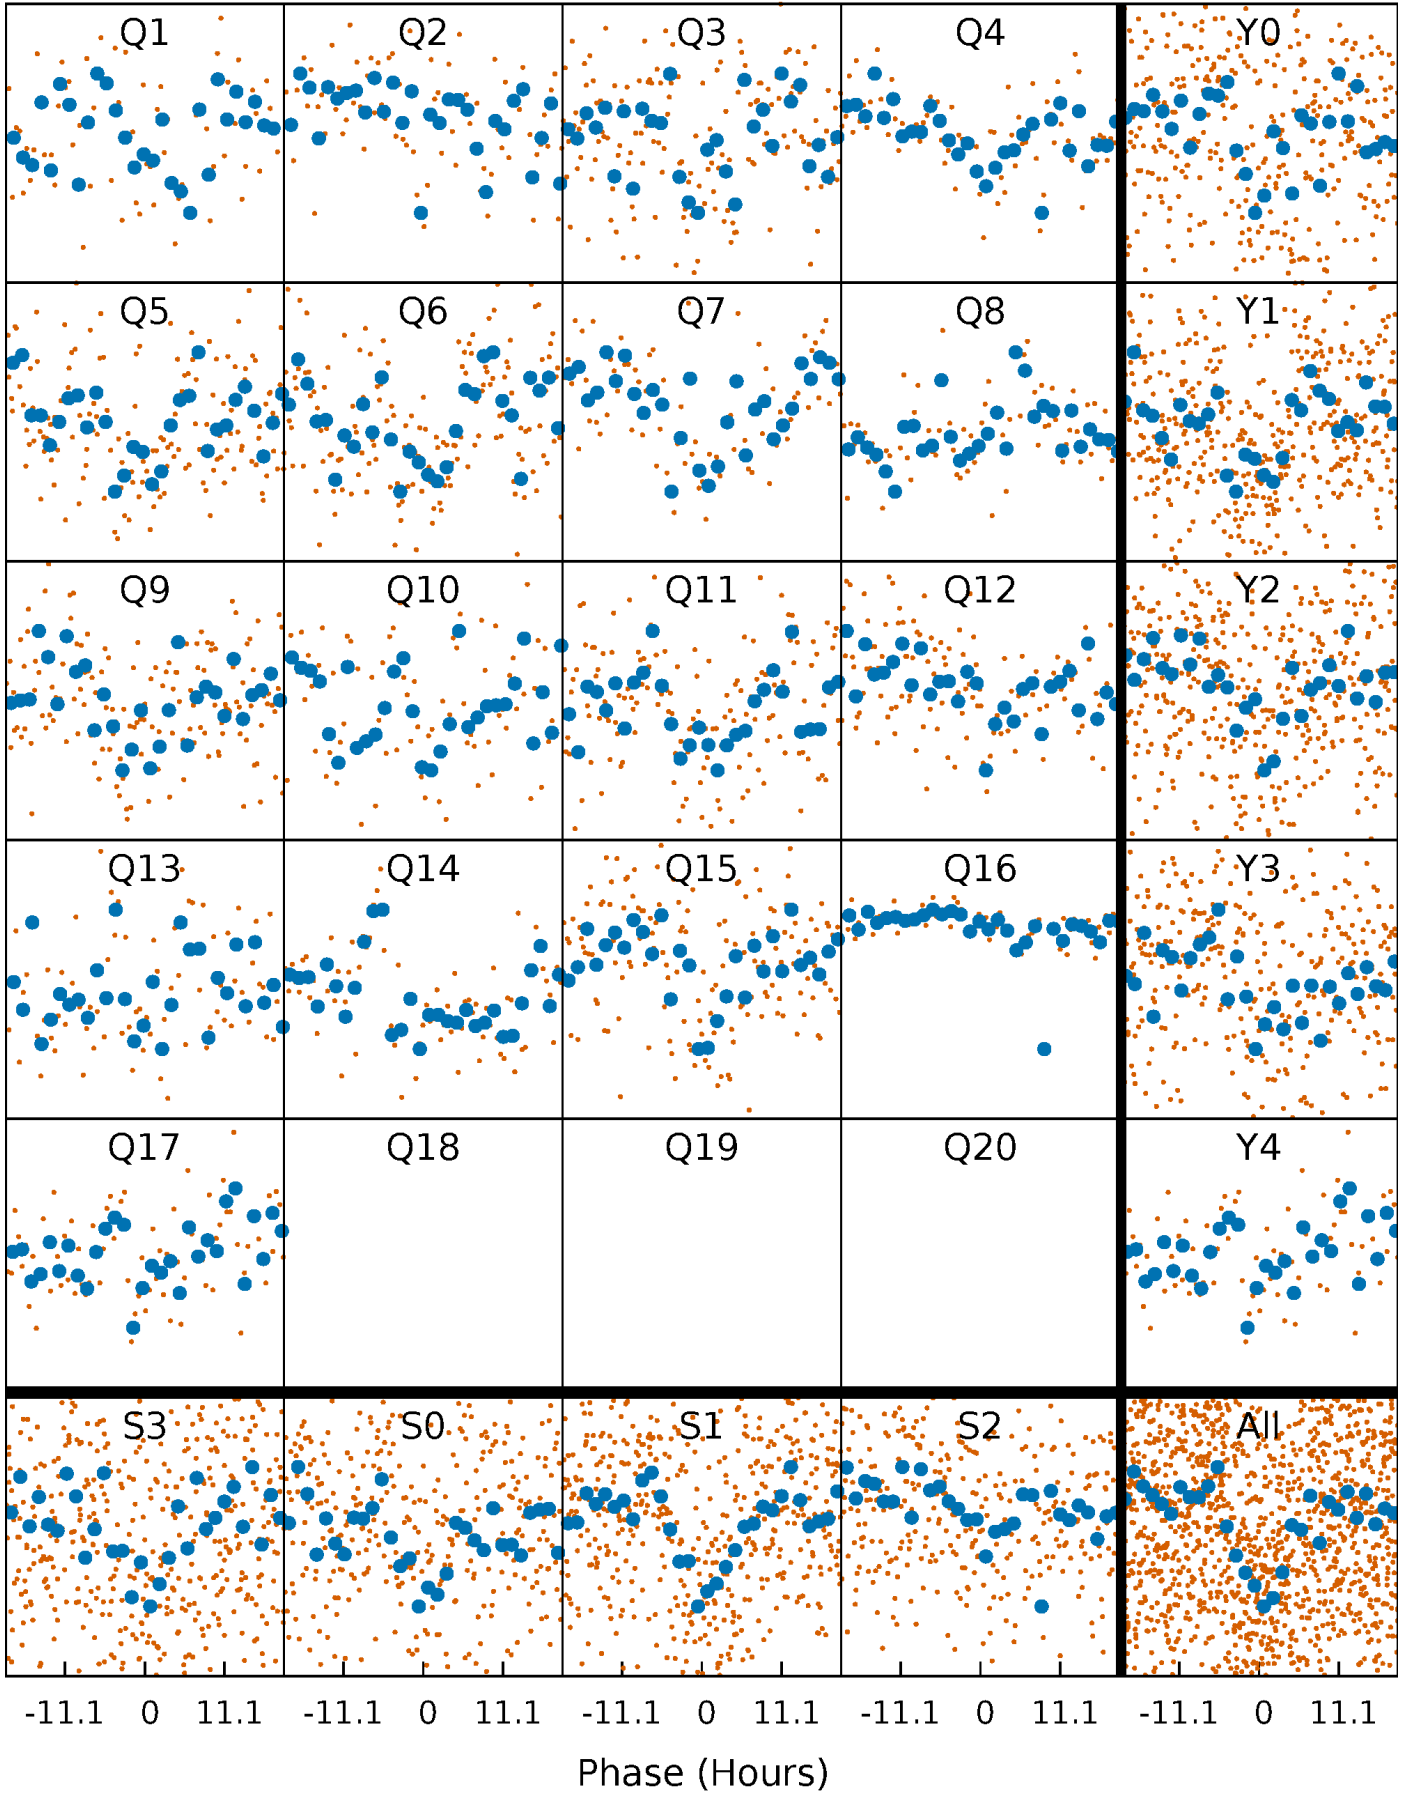 Q1 Q2 Q3 Q4 Y0
Q5 Q6 Q7 Q8 Y1
Q9 Q10 Q11 Q12 Y2
Q13 Q14 Q15 Q16 Y3
Q17 Q18 Q19 Q20 Y4
S3 S0 S1 S2 All
-11.1 0 11.1 -11.1 0 11.1 -11.1 0 11.1 -11.1 0 11.1 -11.1 0 11.1
Phase (Hours)